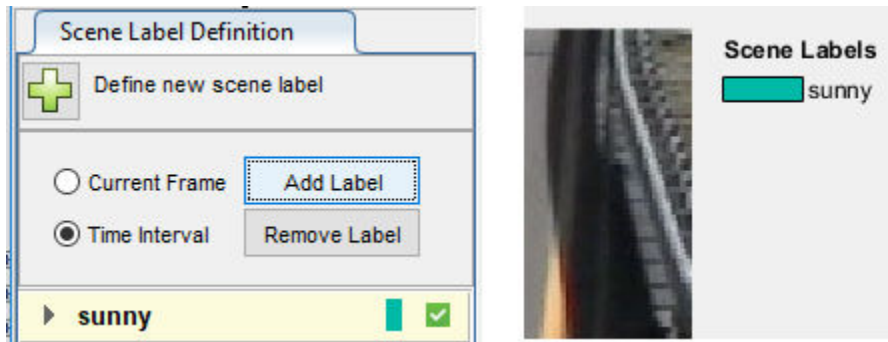 Scene Label Definition
Define new scene label
Current Frame
Add Label
Time Interval
Remove Label
sunny
Scene Labels
sunny